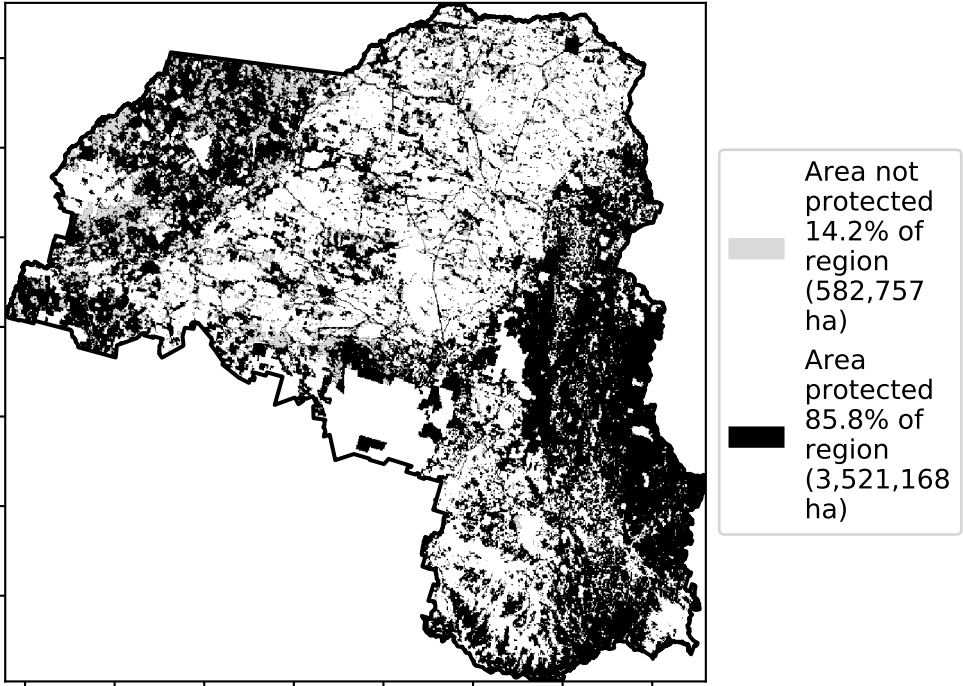 Area not
protected
14.2% of
region
(582,757
ha)
Area
protected
85.8% of
region
(3,521,168
ha)